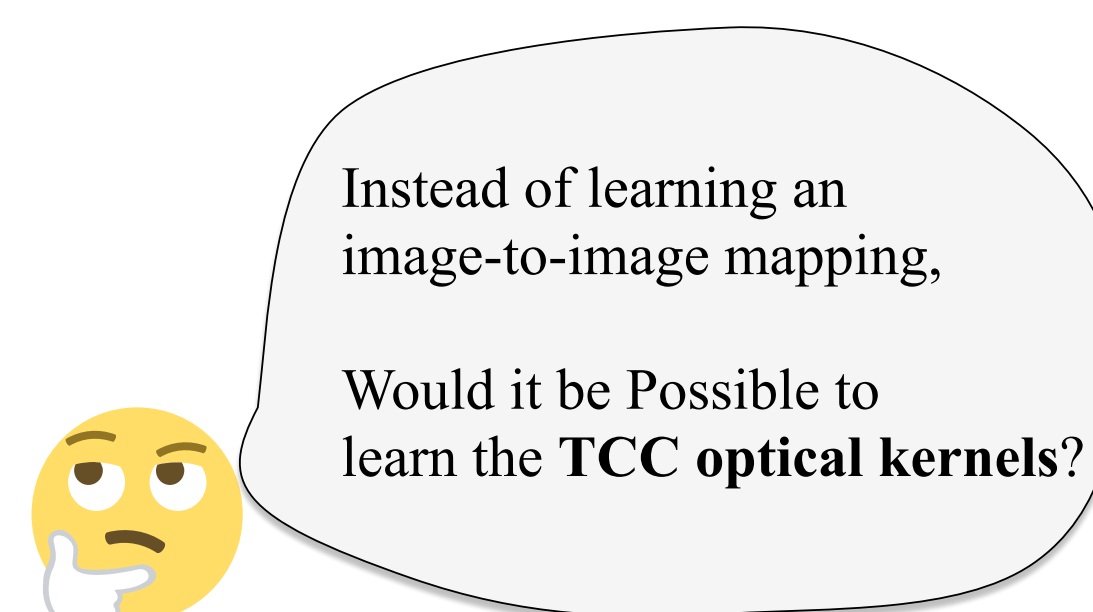 Instead of learning an
image-to-image mapping,
Would it be Possible to
learn the TCC optical kernels?